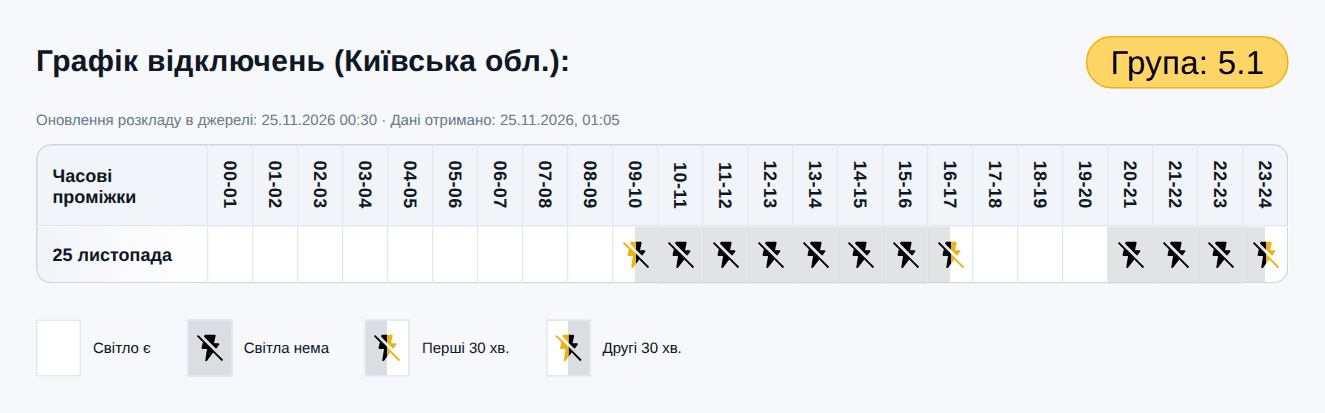 Графік відключень (Київська обл.):
Група: 5.1
Оновлення розкладу в джерелі: 25.11.2026 00:30 · Дані отримано: 25.11.2026, 01:05
Часові
проміжки
00-01
01-02
02-03
03-04
04-05
05-06
06-07
07-08
08-09
09-10
10-11
11-12
12-13
13-14
14-15
15-16
16-17
17-18
18-19
19-20
20-21
21-22
22-23
23-24
25 листопада
Світло є
Світла нема
Перші 30 хв.
Другі 30 хв.